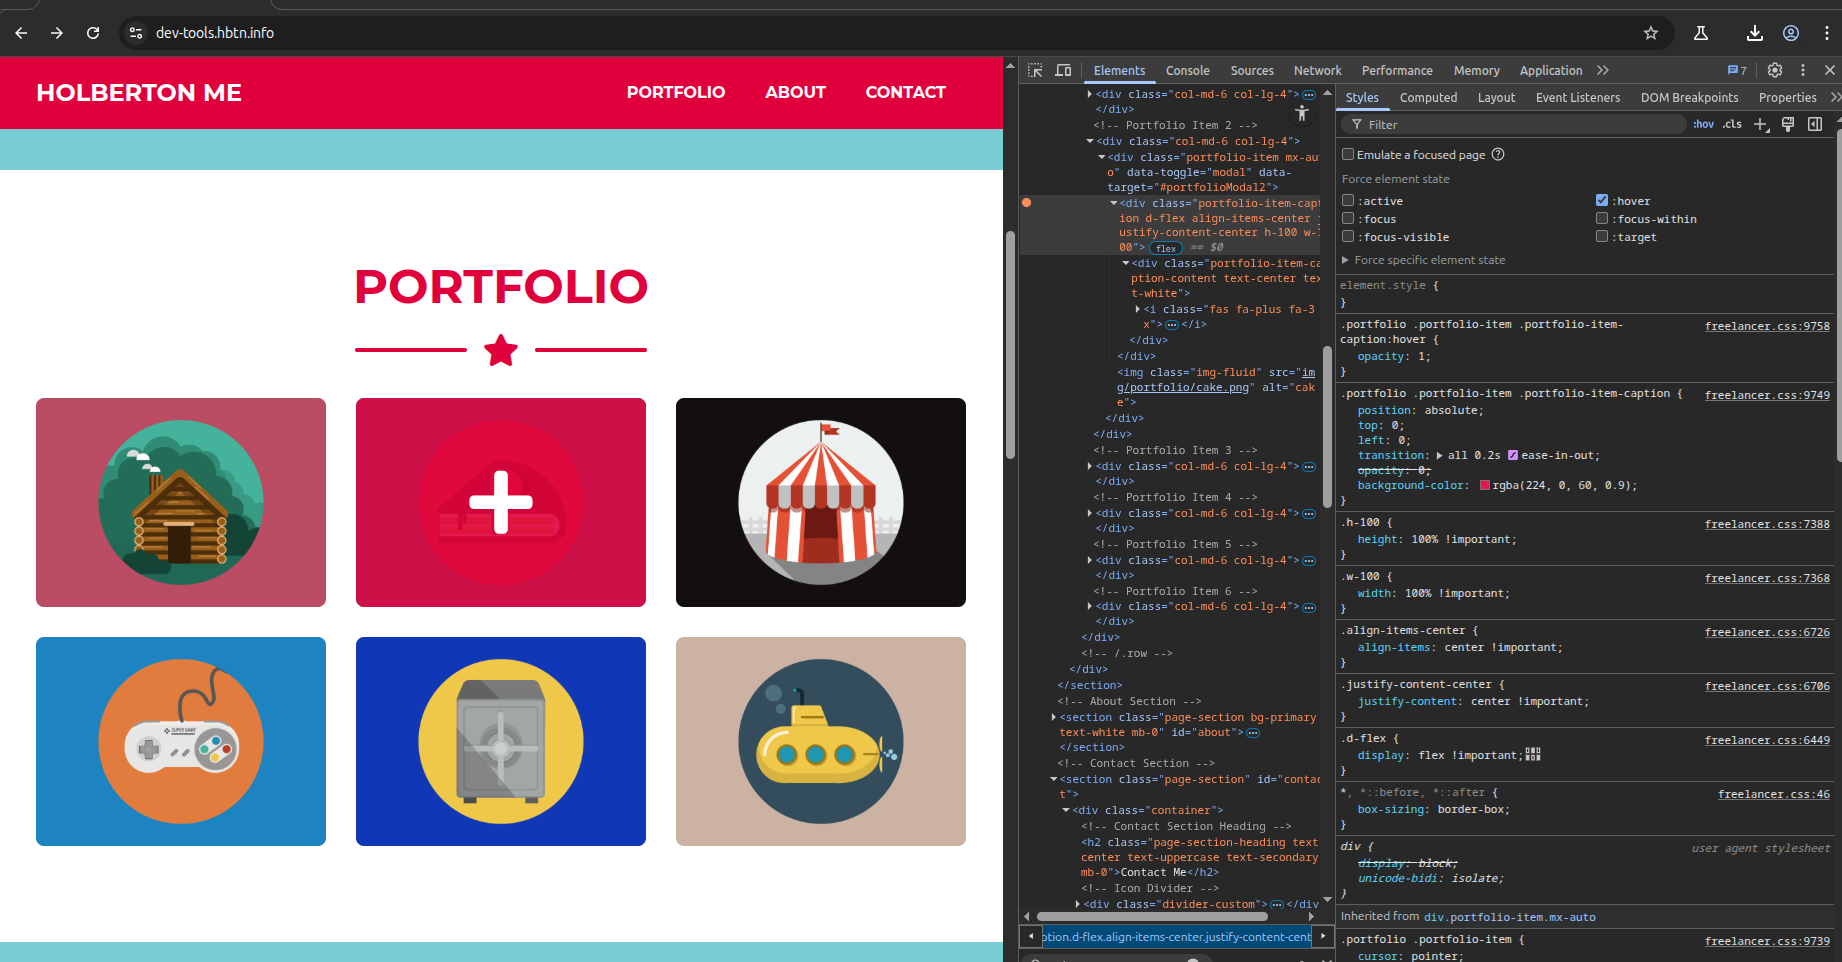 dev-tools.hbtn.info
HOLBERTON ME
PORTFOLIO ABOUT CONTACT
PORTFOLIO
SUPER GAMY
Elements Console Sources Network Performance Memory Application
7
<div class="col-md-6 col-lg-4">
</div>
<!-- Portfolio Item 2 -->
<div class="col-md-6 col-lg-4">
<div class="portfolio-item mx-aut
o" data-toggle="modal" data-
target="#portfolioModal2">
<div class="portfolio-item-capt
ion d-flex align-items-center j
ustify-content-center h-100 w-1
00"> flex == $0
<div class="portfolio-item-ca
ption-content text-center tex
t-white">
<i class="fas fa-plus fa-3
x"> </i>
</div>
</div>
<img class="img-fluid" src="im
g/portfolio/cake.png" alt="cak
e">
</div>
</div>
<!-- Portfolio Item 3 -->
<div class="col-md-6 col-lg-4">
</div>
<!-- Portfolio Item 4 -->
<div class="col-md-6 col-lg-4">
</div>
<!-- Portfolio Item 5 -->
<div class="col-md-6 col-lg-4">
</div>
<!-- Portfolio Item 6 -->
<div class="col-md-6 col-lg-4">
</div>
</div>
<!-- /.row -->
</div>
</section>
<!-- About Section -->
<section class="page-section bg-primary
text-white mb-0" id="about">
</section>
<!-- Contact Section -->
<section class="page-section" id="contac
t">
<div class="container">
<!-- Contact Section Heading -->
<h2 class="page-section-heading text
center text-uppercase text-secondary
mb-0">Contact Me</h2>
<!-- Icon Divider -->
<div class="divider-custom"> </div
ption.d-flex.align-items-center.justify-content-cent
Styles Computed Layout Event Listeners DOM Breakpoints Properties
Filter :hov .cls
Emulate a focused page
Force element state
:active :hover
:focus :focus-within
:focus-visible :target
Force specific element state
element.style {
}
.portfolio .portfolio-item .portfolio-item- freelancer.css:9758
caption:hover {
opacity: 1;
}
.portfolio .portfolio-item .portfolio-item-caption { freelancer.css:9749
position: absolute;
top: 0;
left: 0;
transition: all 0.2s ease-in-out;
opacity: 0;
background-color: rgba(224, 0, 60, 0.9);
}
.h-100 { freelancer.css:7388
height: 100% !important;
}
.w-100 { freelancer.css:7368
width: 100% !important;
}
.align-items-center { freelancer.css:6726
align-items: center !important;
}
.justify-content-center { freelancer.css:6706
justify-content: center !important;
}
.d-flex { freelancer.css:6449
display: flex !important;
}
*, *::before, *::after { freelancer.css:46
box-sizing: border-box;
}
div { user agent stylesheet
display: block;
unicode-bidi: isolate;
}
Inherited from div.portfolio-item.mx-auto
.portfolio .portfolio-item { freelancer.css:9739
cursor: pointer;